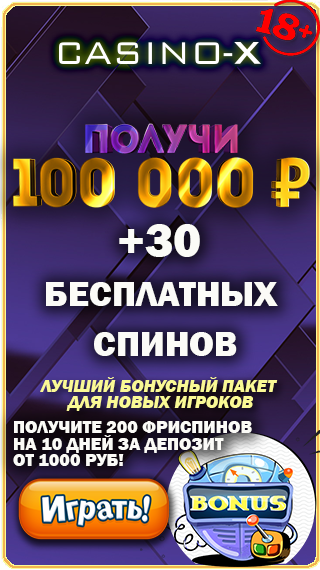 18+
CASINO-X
ПОЛУЧИ
100 000 ₽
+30
БЕСПЛАТНЫХ
СПИНОВ
ЛУЧШИЙ БОНУСНЫЙ ПАКЕТ
ДЛЯ НОВЫХ ИГРОКОВ
ПОЛУЧИТЕ 200 ФРИСПИНОВ
НА 10 ДНЕЙ ЗА ДЕПОЗИТ
ОТ 1000 РУБ!
Играть!
BONUS